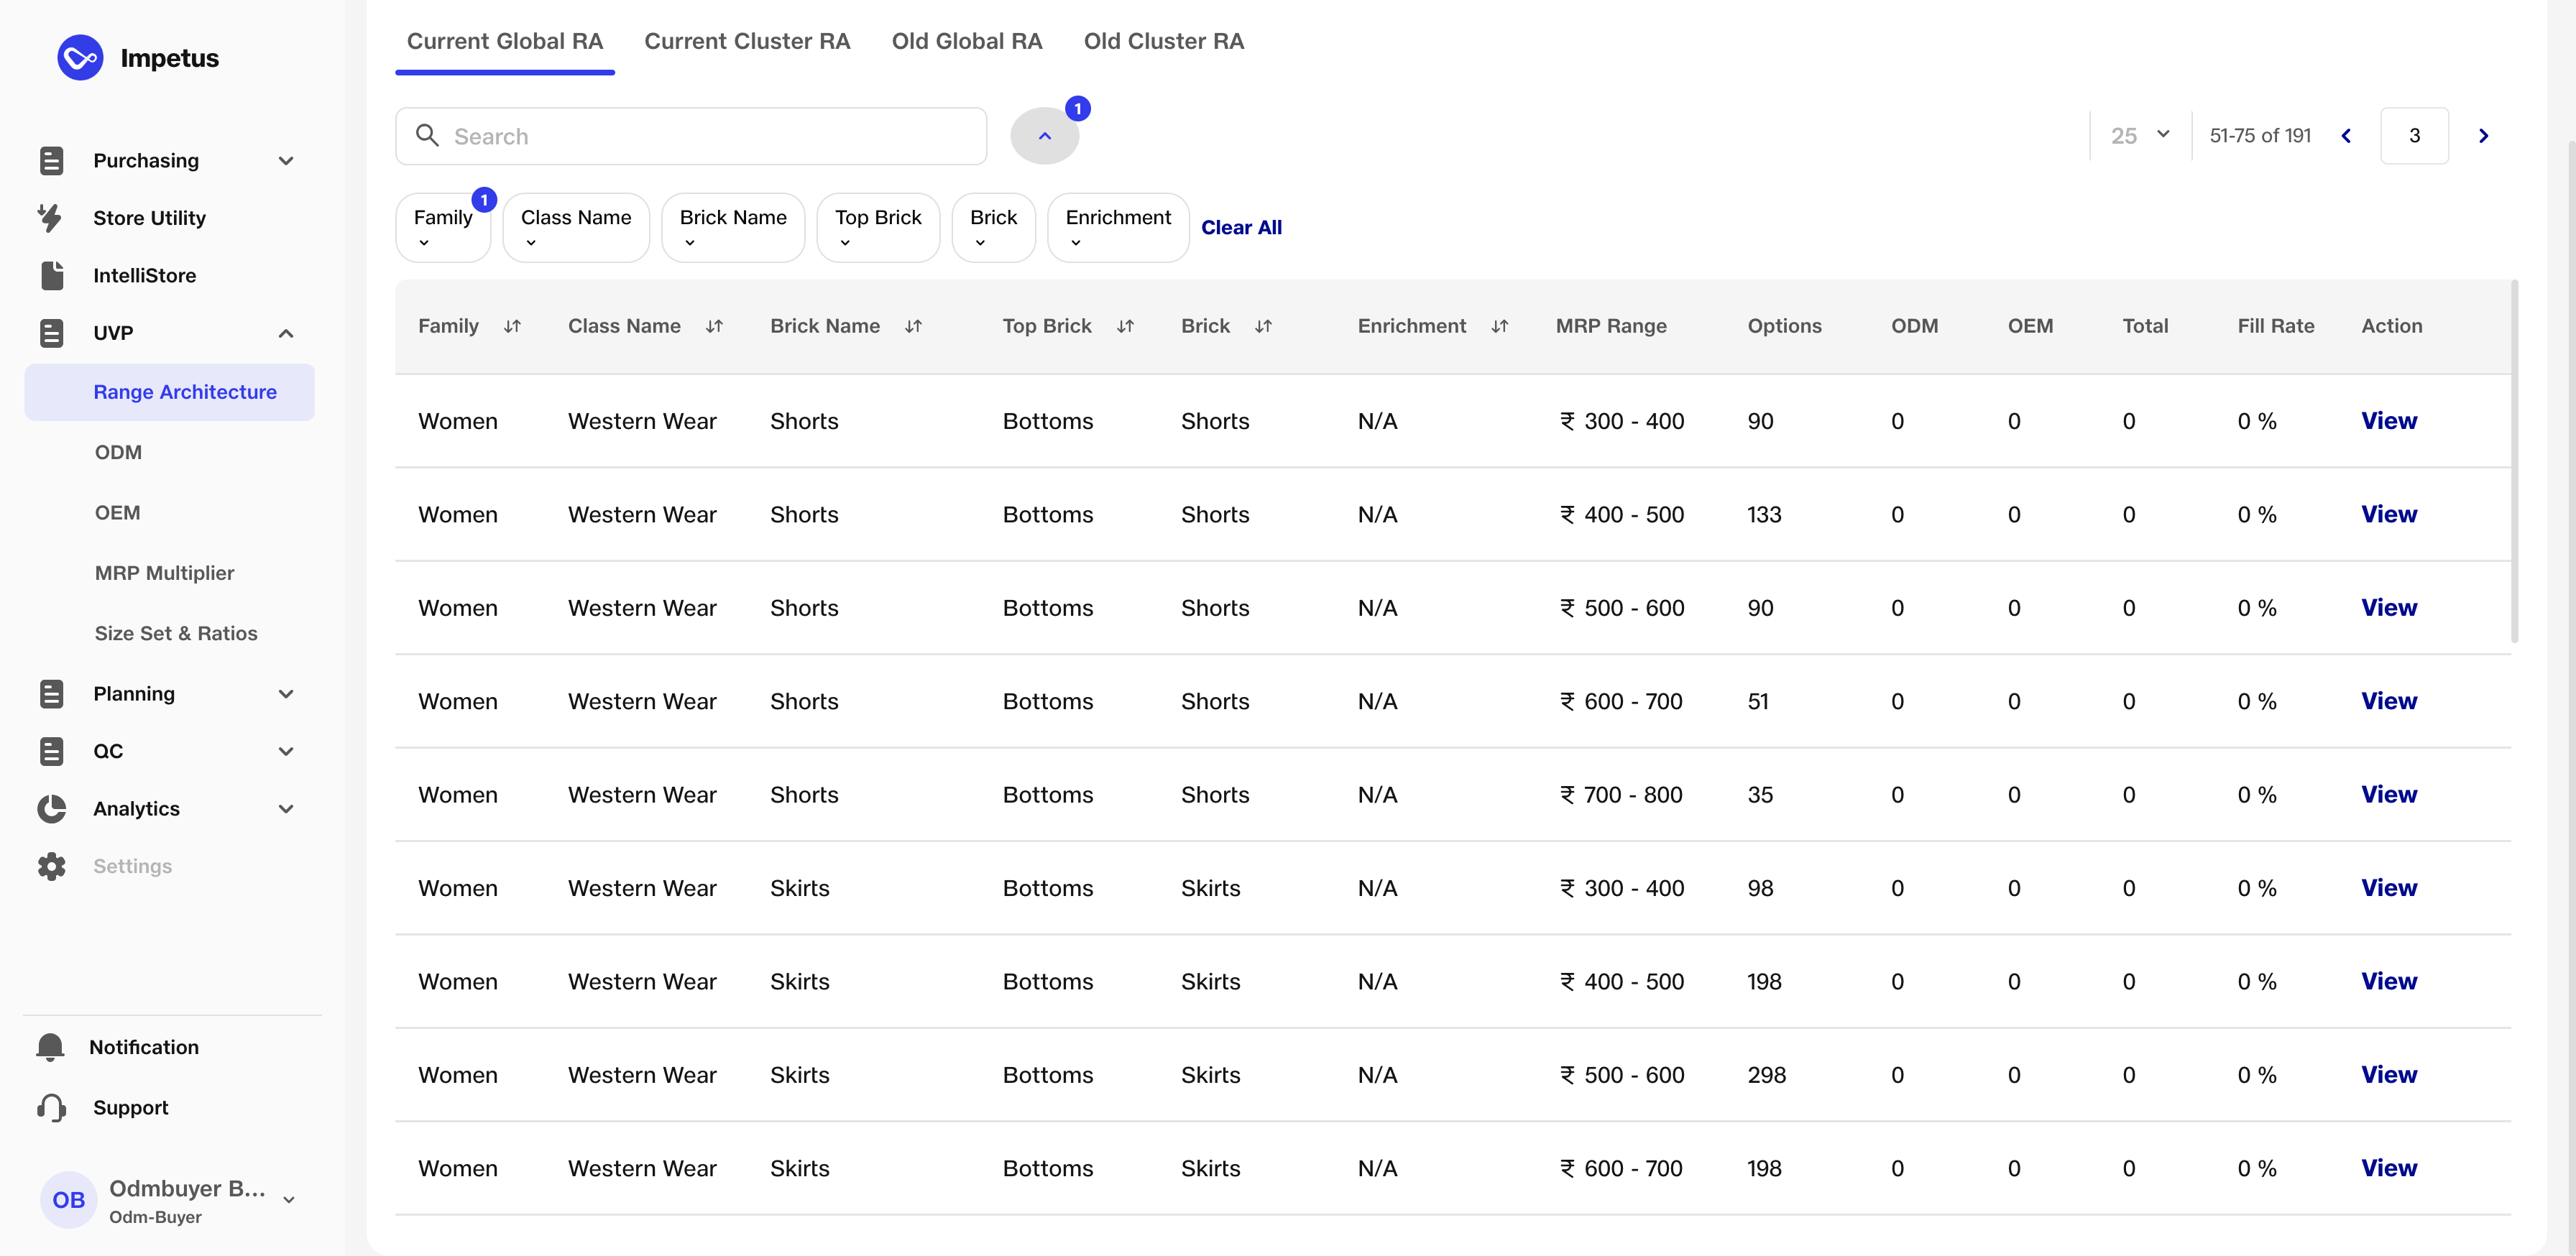 Impetus
Purchasing
Store Utility
IntelliStore
UVP
Range Architecture
ODM
OEM
MRP Multiplier
Size Set & Ratios
Planning
QC
Analytics
Settings
Notification
Support
OB
Odmbuyer B...
Odm-Buyer
Current Global RA Current Cluster RA Old Global RA Old Cluster RA
Search 1 25 51-75 of 191 3
Family 1 Class Name Brick Name Top Brick Brick Enrichment Clear All
Family Class Name Brick Name Top Brick Brick Enrichment MRP Range Options ODM OEM Total Fill Rate Action
Women Western Wear Shorts Bottoms Shorts N/A ₹ 300 - 400 90 0 0 0 0 % View
Women Western Wear Shorts Bottoms Shorts N/A ₹ 400 - 500 133 0 0 0 0 % View
Women Western Wear Shorts Bottoms Shorts N/A ₹ 500 - 600 90 0 0 0 0 % View
Women Western Wear Shorts Bottoms Shorts N/A ₹ 600 - 700 51 0 0 0 0 % View
Women Western Wear Shorts Bottoms Shorts N/A ₹ 700 - 800 35 0 0 0 0 % View
Women Western Wear Skirts Bottoms Skirts N/A ₹ 300 - 400 98 0 0 0 0 % View
Women Western Wear Skirts Bottoms Skirts N/A ₹ 400 - 500 198 0 0 0 0 % View
Women Western Wear Skirts Bottoms Skirts N/A ₹ 500 - 600 298 0 0 0 0 % View
Women Western Wear Skirts Bottoms Skirts N/A ₹ 600 - 700 198 0 0 0 0 % View